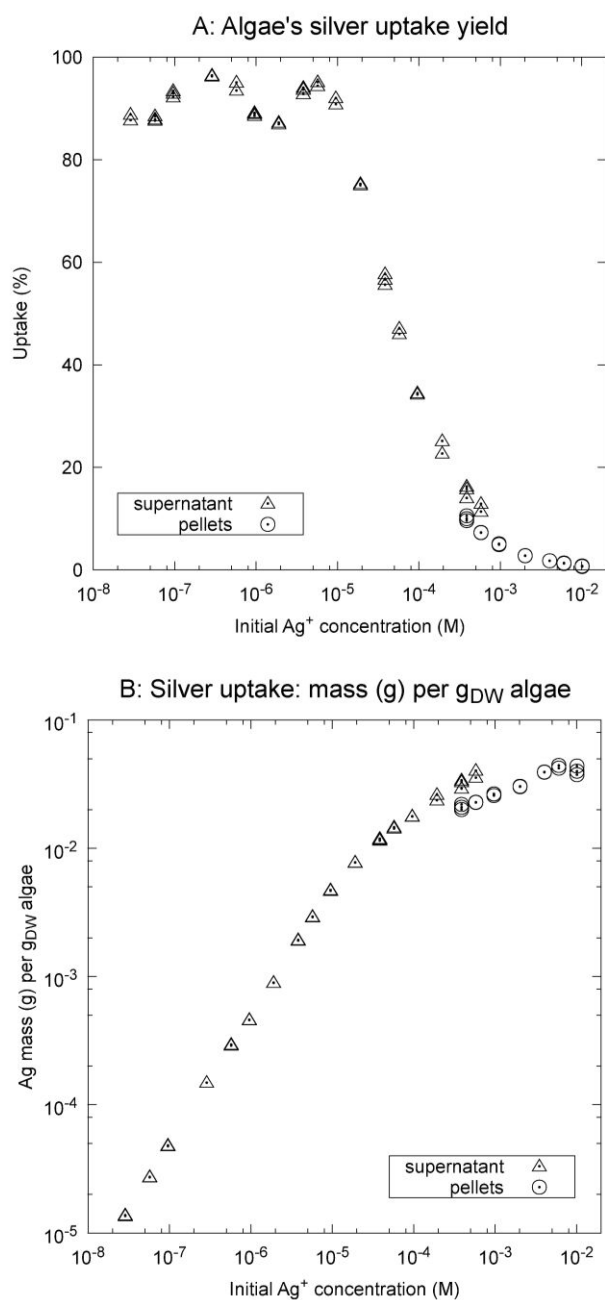 A: Algae's silver uptake yield
100
80
60
40
20
0
Uptake (%)
supernatant
pellets
10⁻⁸ 10⁻⁷ 10⁻⁶ 10⁻⁵ 10⁻⁴ 10⁻³ 10⁻²
Initial Ag⁺ concentration (M)
B: Silver uptake: mass (g) per gDW algae
10⁻¹
10⁻²
10⁻³
10⁻⁴
10⁻⁵
Ag mass (g) per gDW algae
supernatant
pellets
10⁻⁸ 10⁻⁷ 10⁻⁶ 10⁻⁵ 10⁻⁴ 10⁻³ 10⁻²
Initial Ag⁺ concentration (M)